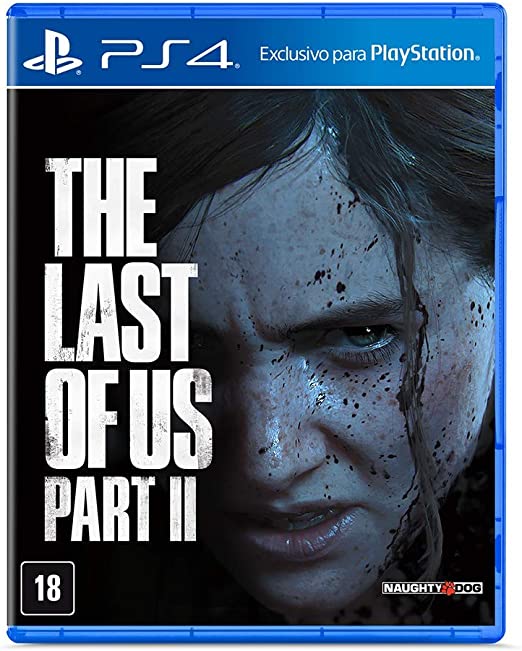 PS4 Exclusivo para PlayStation®
THE
LAST
OF US
PART II
18
NAUGHTY DOG